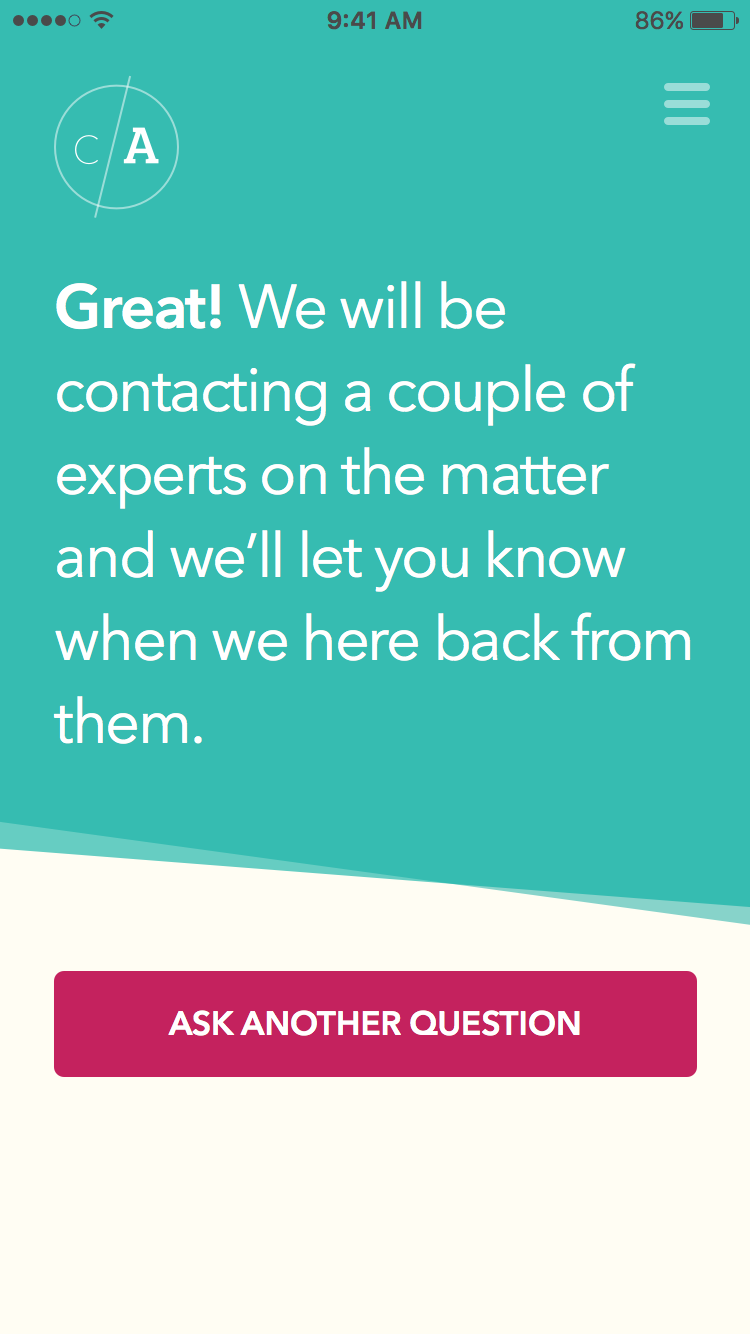 9:41 AM 86%
C/A
Great! We will be
contacting a couple of
experts on the matter
and we’ll let you know
when we here back from
them.
ASK ANOTHER QUESTION